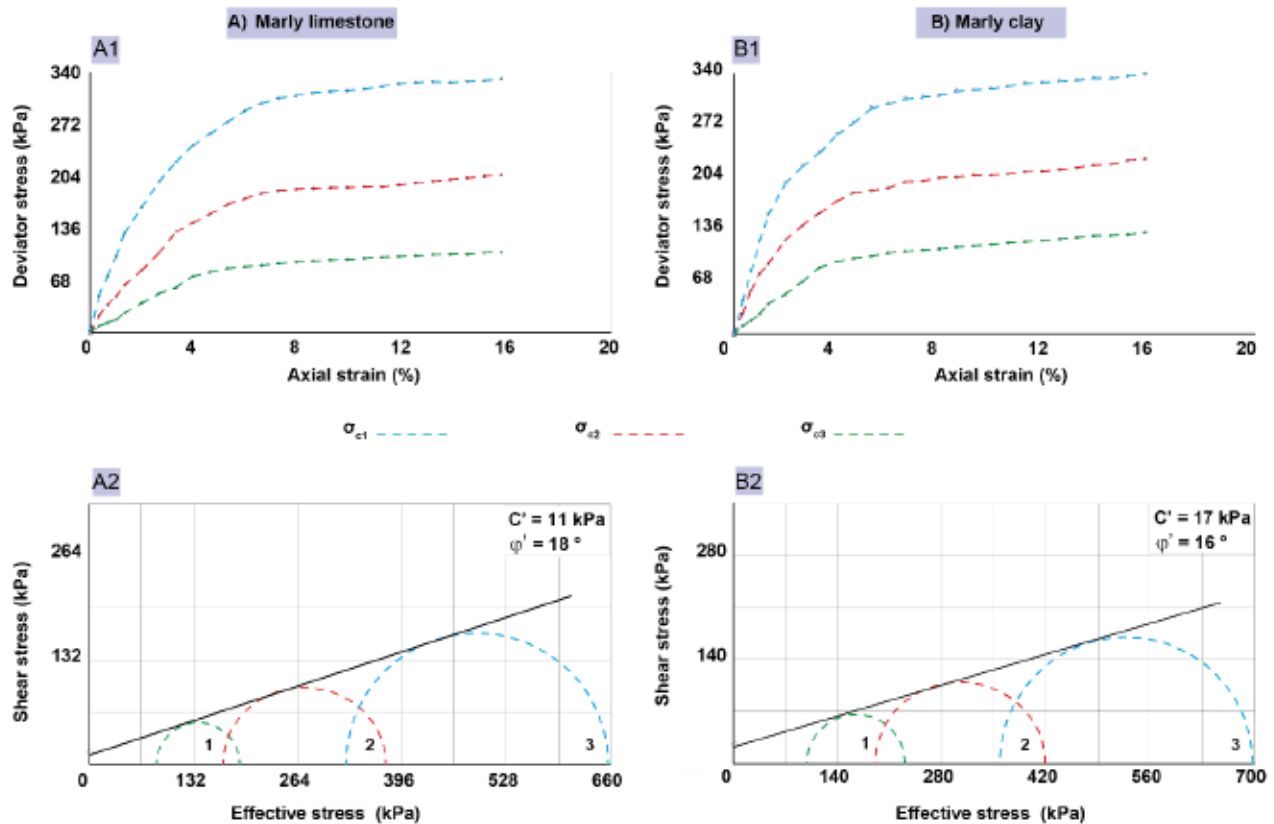 A) Marly limestone
B) Marly clay
A1
340
272
204
136
68
0 4 8 12 16 20
Deviator stress (kPa)
Axial strain (%)
B1
340
272
204
136
68
0 4 8 12 16 20
Deviator stress (kPa)
Axial strain (%)
σc1
σc2
σc3
A2
C' = 11 kPa
φ' = 18 º
264
132
1 2 3
0 132 264 396 528 660
Shear stress (kPa)
Effective stress (kPa)
B2
C' = 17 kPa
φ' = 16 º
280
140
1 2 3
0 140 280 420 560 700
Shear stress (kPa)
Effective stress (kPa)